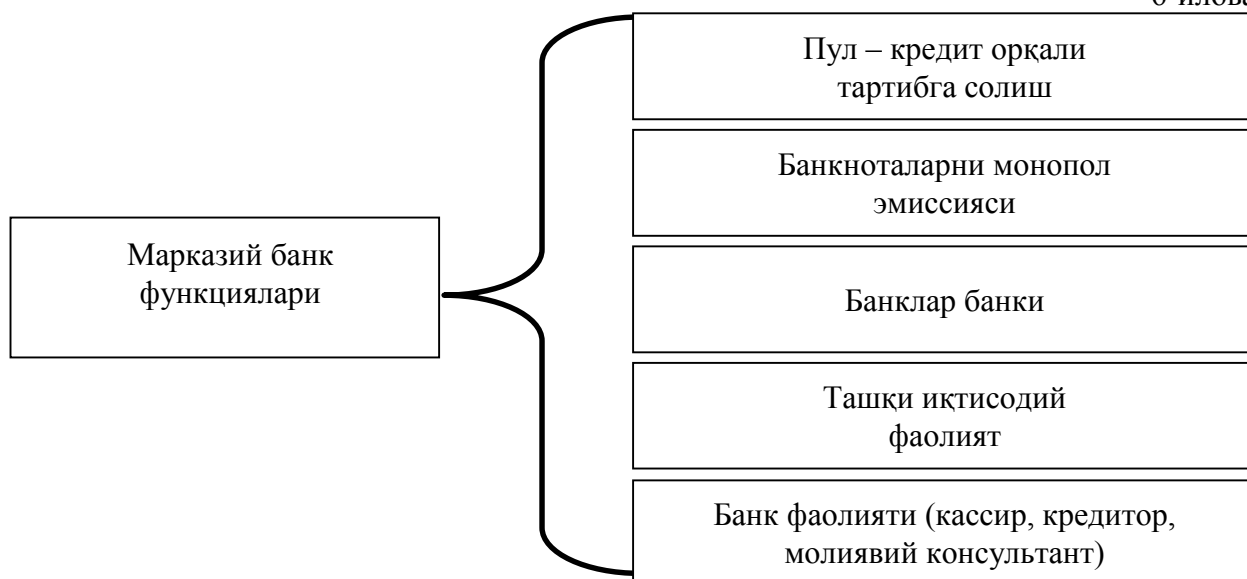 Пул – кредит орқали
тартибга солиш
Банкноталарни монопол
эмиссияси
Марказий банк
функциялари
Банклар банки
Ташқи иқтисодий
фаолият
Банк фаолияти (кассир, кредитор,
молиявий консультант)